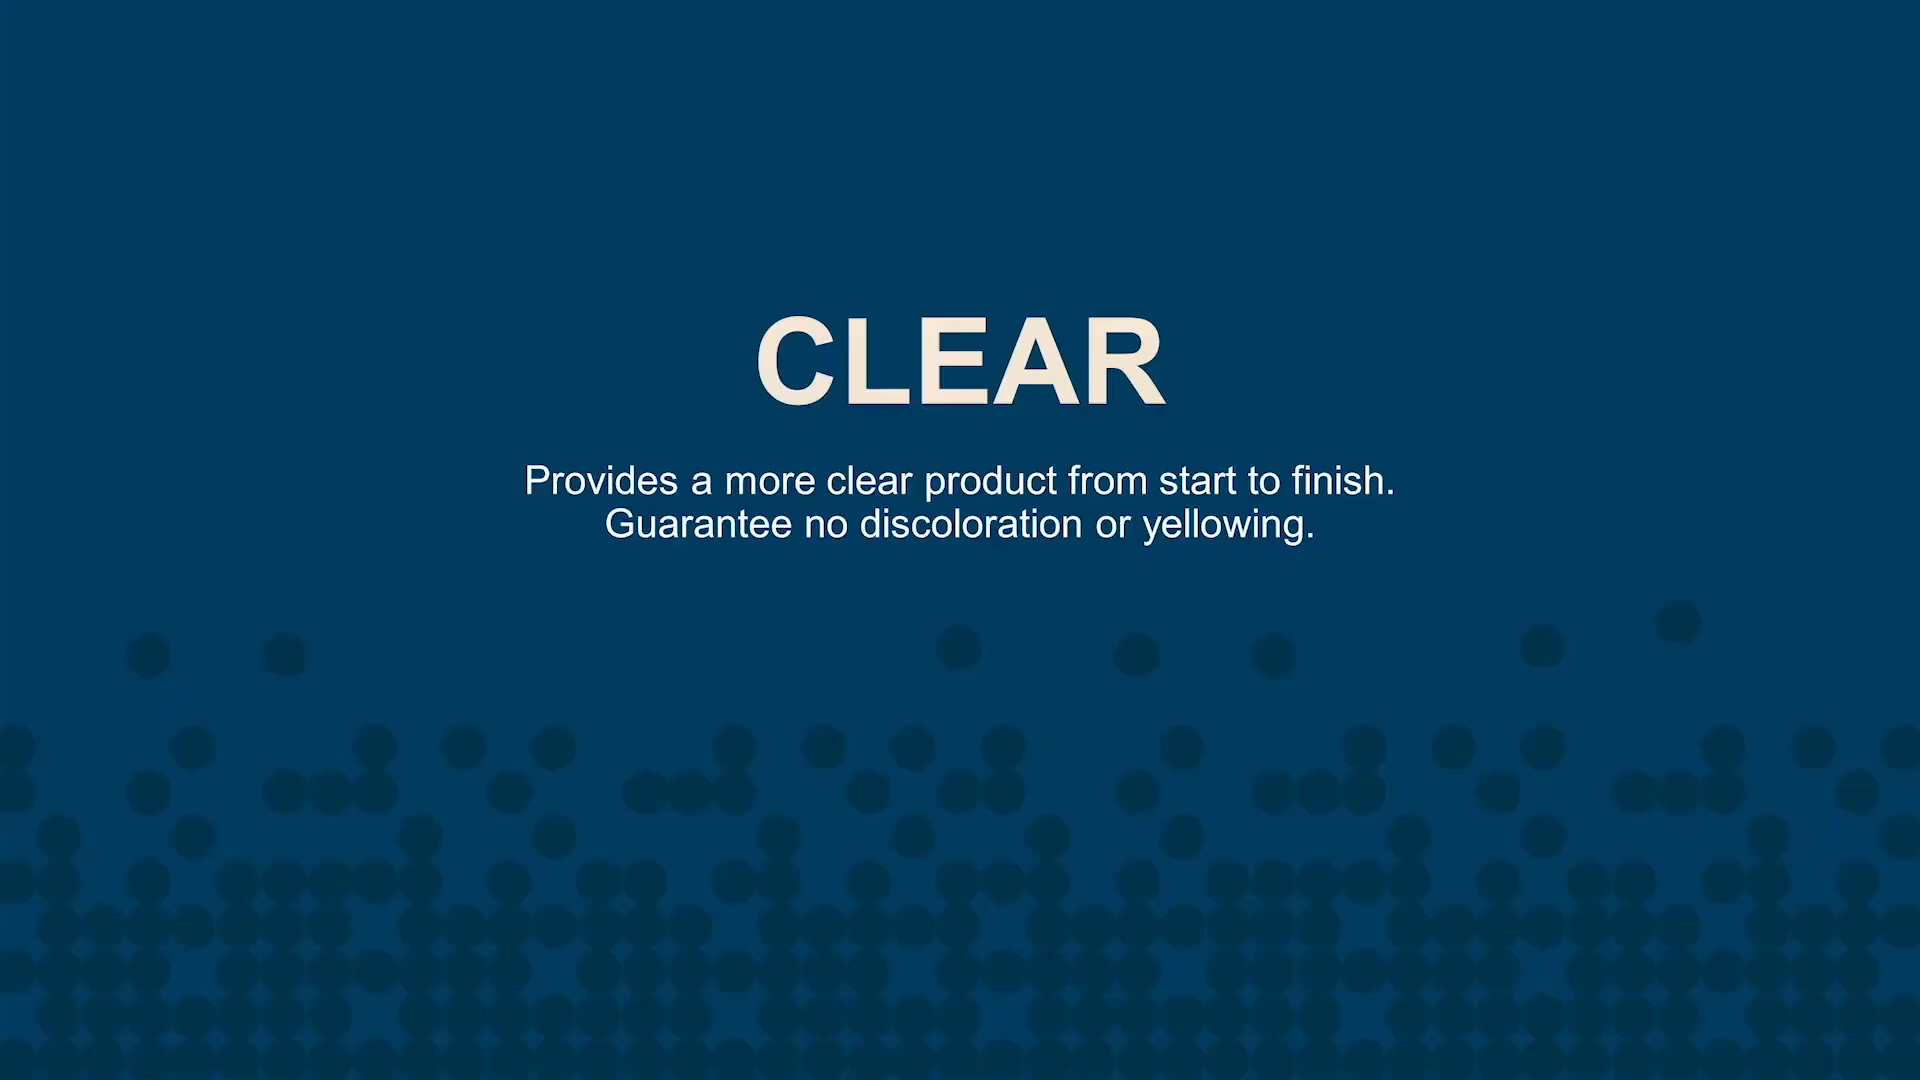 CLEAR
Provides a more clear product from start to finish.
Guarantee no discoloration or yellowing.